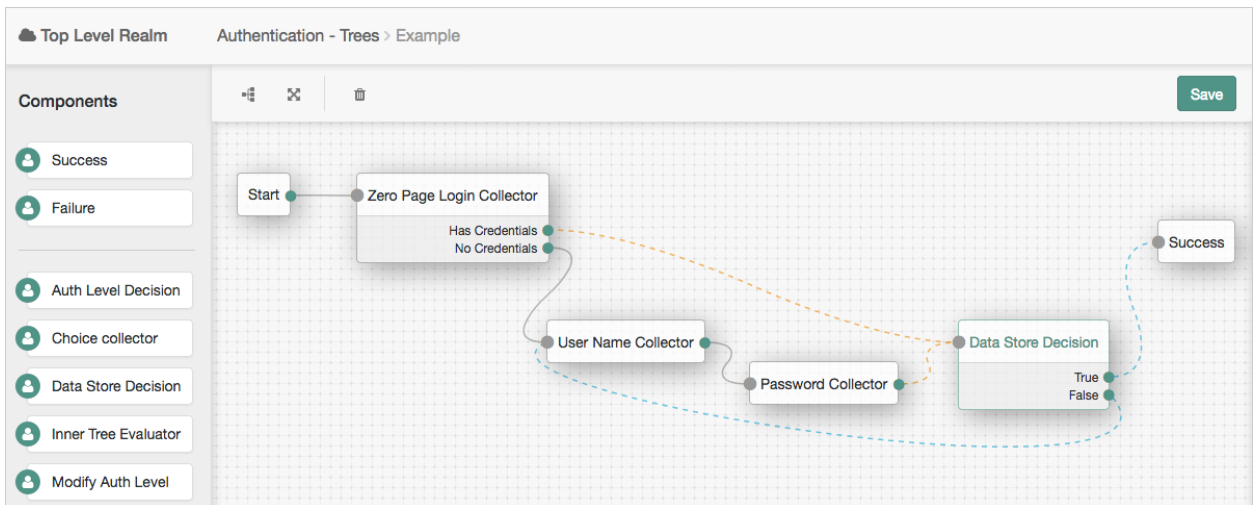 Top Level Realm
Authentication - Trees > Example
Components
Save
Success
Failure
Auth Level Decision
Choice collector
Data Store Decision
Inner Tree Evaluator
Modify Auth Level
Start
Zero Page Login Collector
Has Credentials
No Credentials
User Name Collector
Password Collector
Data Store Decision
True
False
Success